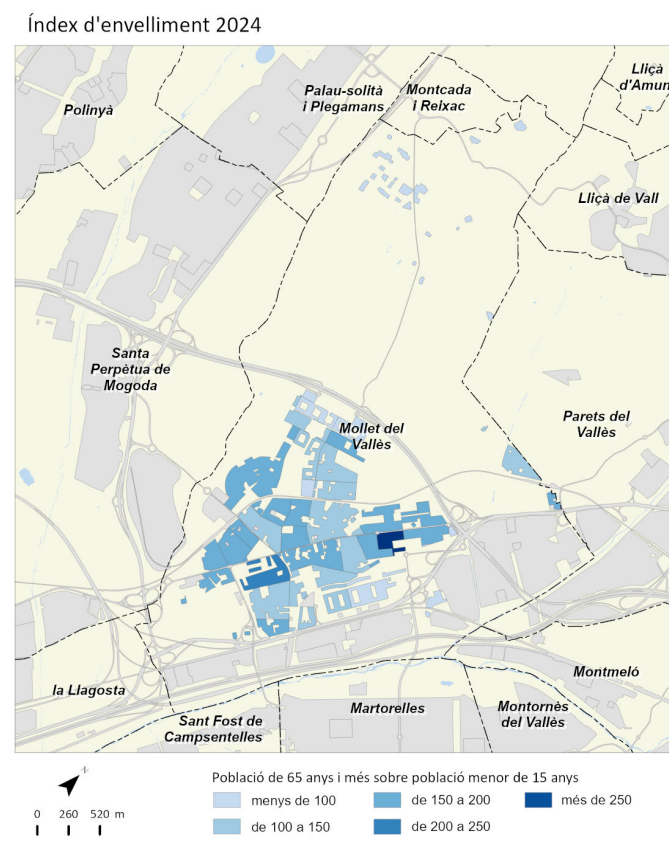 Índex d'envelliment 2024
Polinyà
Palau-solità
i Plegamans
Montcada
i Reixac
Lliçà
d'Amun
Lliçà de Vall
Santa
Perpètua de
Mogoda
Mollet del
Vallès
Parets del
Vallès
la Llagosta
Sant Fost de
Campsentelles
Martorelles
Montornès
del Vallès
Montmeló
N
0 260 520 m
Població de 65 anys i més sobre població menor de 15 anys
menys de 100
de 150 a 200
més de 250
de 100 a 150
de 200 a 250